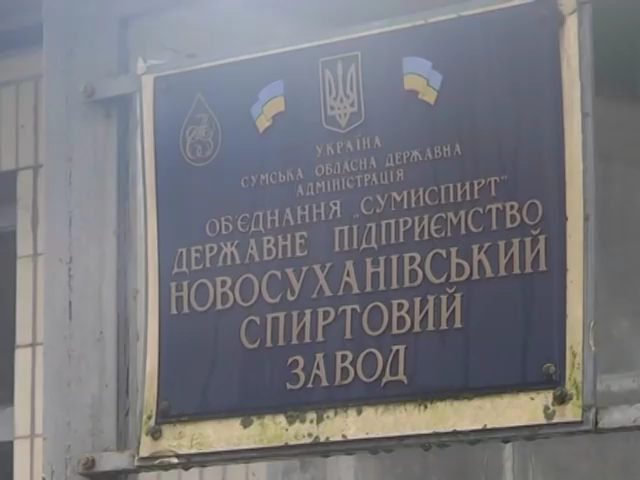 УКРАЇНА
СУМСЬКА ОБЛАСНА ДЕРЖАВНА
АДМІНІСТРАЦІЯ
ОБ'ЄДНАННЯ „СУМИСПИРТ"
ДЕРЖАВНЕ ПІДПРИЄМСТВО
НОВОСУХАНІВСЬКИЙ
СПИРТОВИЙ
ЗАВОД